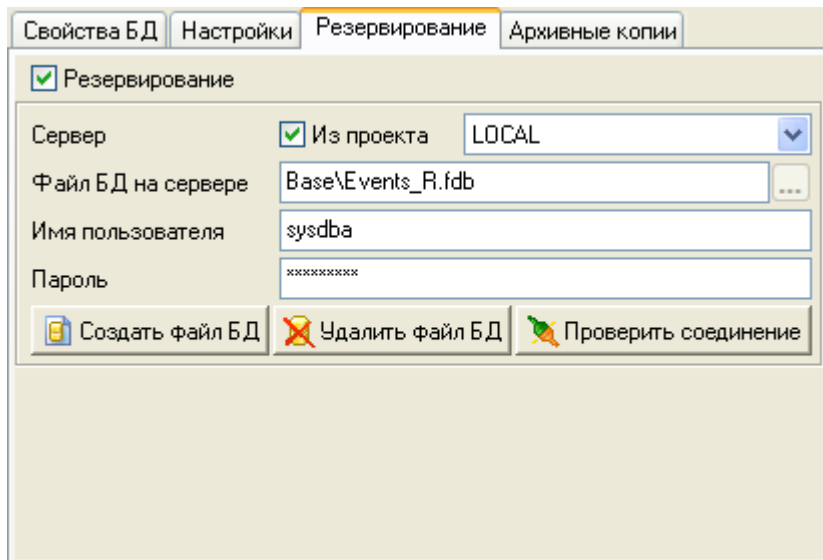 Свойства БД Настройки Резервирование Архивные копии
Резервирование
Сервер Из проекта LOCAL
Файл БД на сервере Base\Events_R.fdb ...
Имя пользователя sysdba
Пароль *********
Создать файл БД Удалить файл БД Проверить соединение